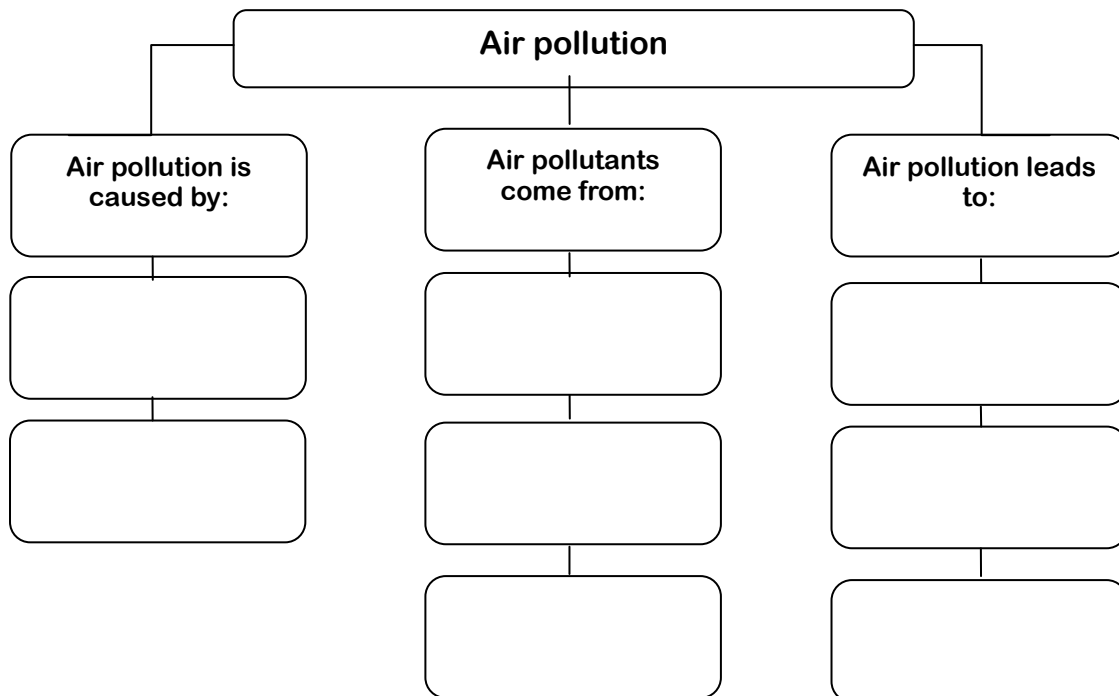 Air pollution
Air pollution is
caused by:
Air pollutants
come from:
Air pollution leads
to: